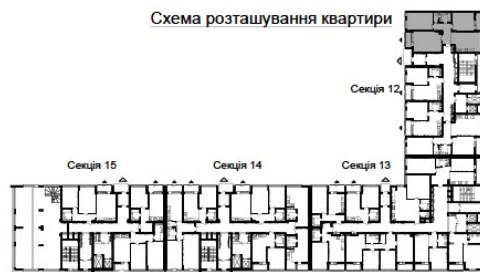 Схема розташування квартири
Секція 12
Секція 15
Секція 14
Секція 13